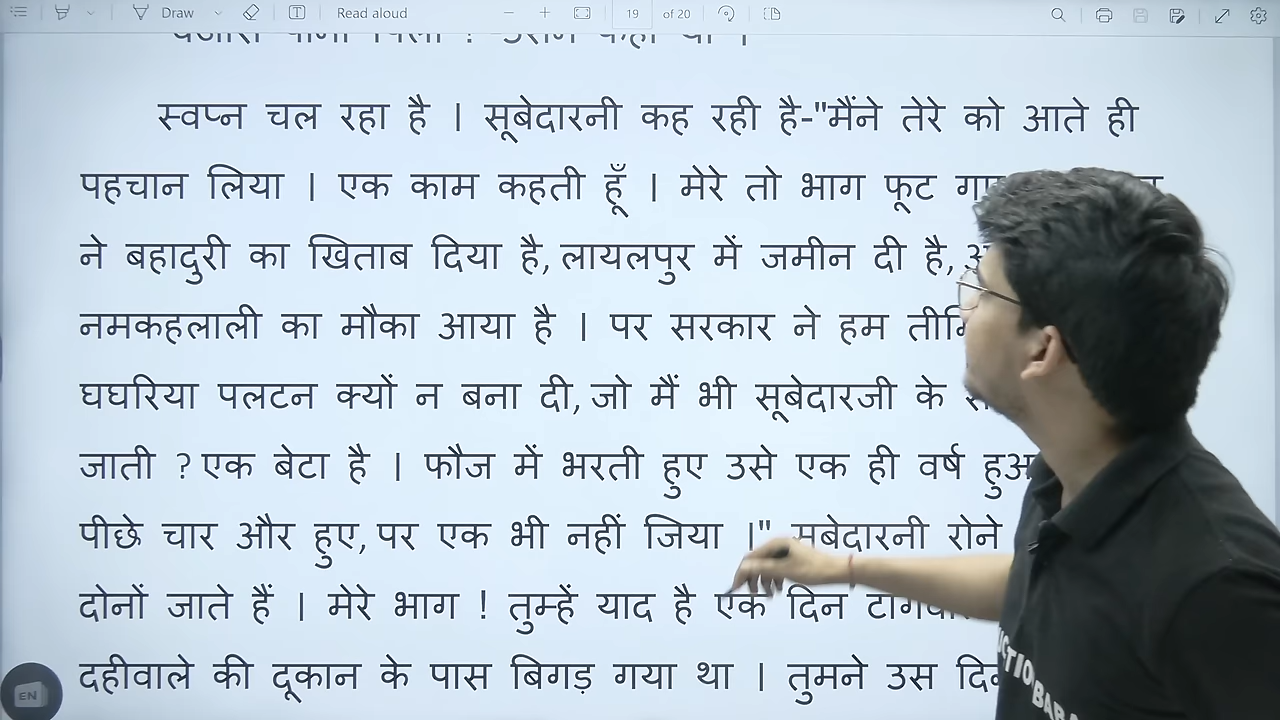 Draw
Read aloud
19 of 20
स्वप्न चल रहा है । सूबेदारनी कह रही है-"मैंने तेरे को आते ही
पहचान लिया । एक काम कहती हूँ । मेरे तो भाग फूट
ने बहादुरी का खिताब दिया है, लायलपुर में जमीन दी है,
नमकहलाली का मौका आया है । पर सरकार ने हम
घघरिया पलटन क्यों न बना दी, जो मैं भी सूबेदारजी के
जाती ? एक बेटा है । फौज में भरती हुए उसे एक ही वर्ष
पीछे चार और हुए, पर एक भी नहीं जिया ।" सूबेदारनी रोने
दोनों जाते हैं । मेरे भाग ! तुम्हें याद है एक दिन
दहीवाले की दूकान के पास बिगड़ गया था । तुमने उस
EN